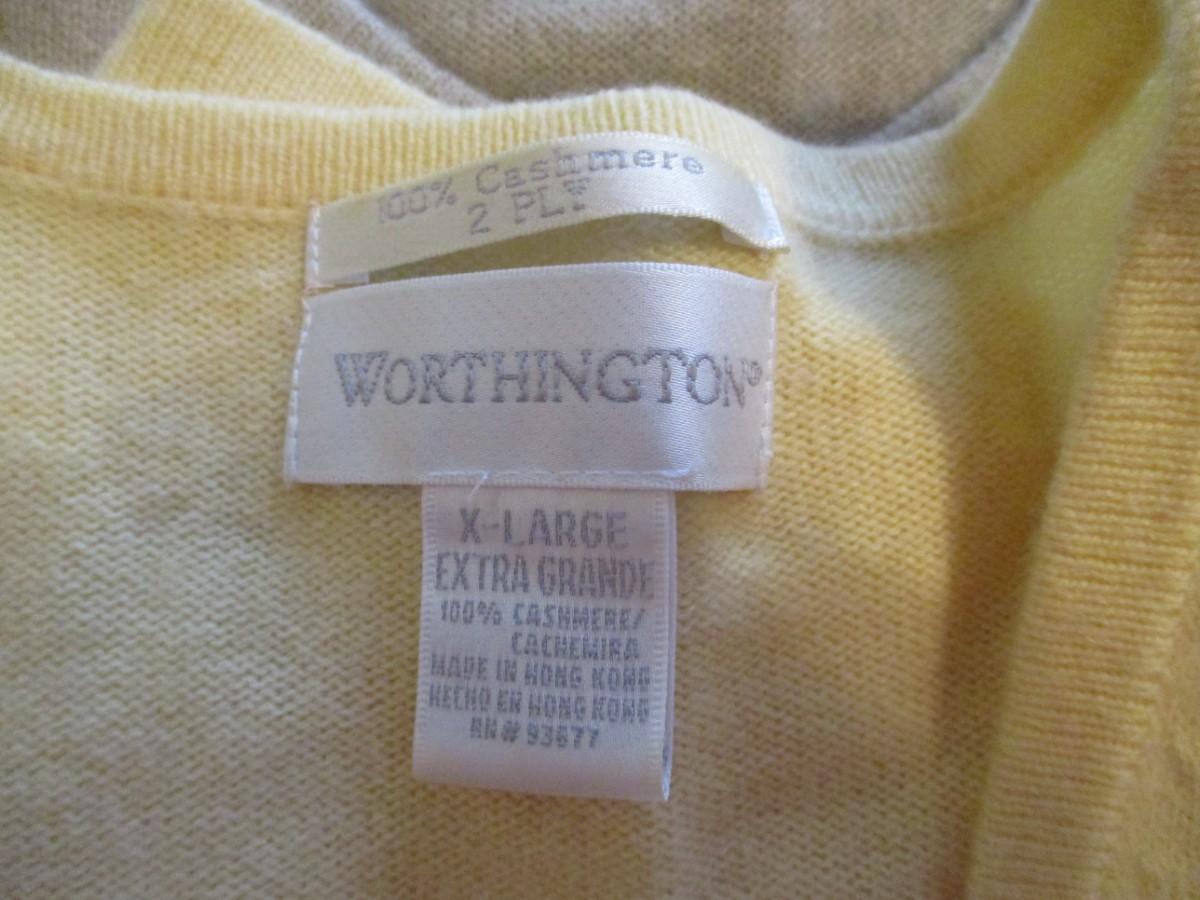 100% Cashmere
2 PLY
WORTHINGTON®
X-LARGE
EXTRA GRANDE
100% CASHMERE/
CACHEMIRA
MADE IN HONG KONG
HECHO EN HONG KONG
RN# 93677